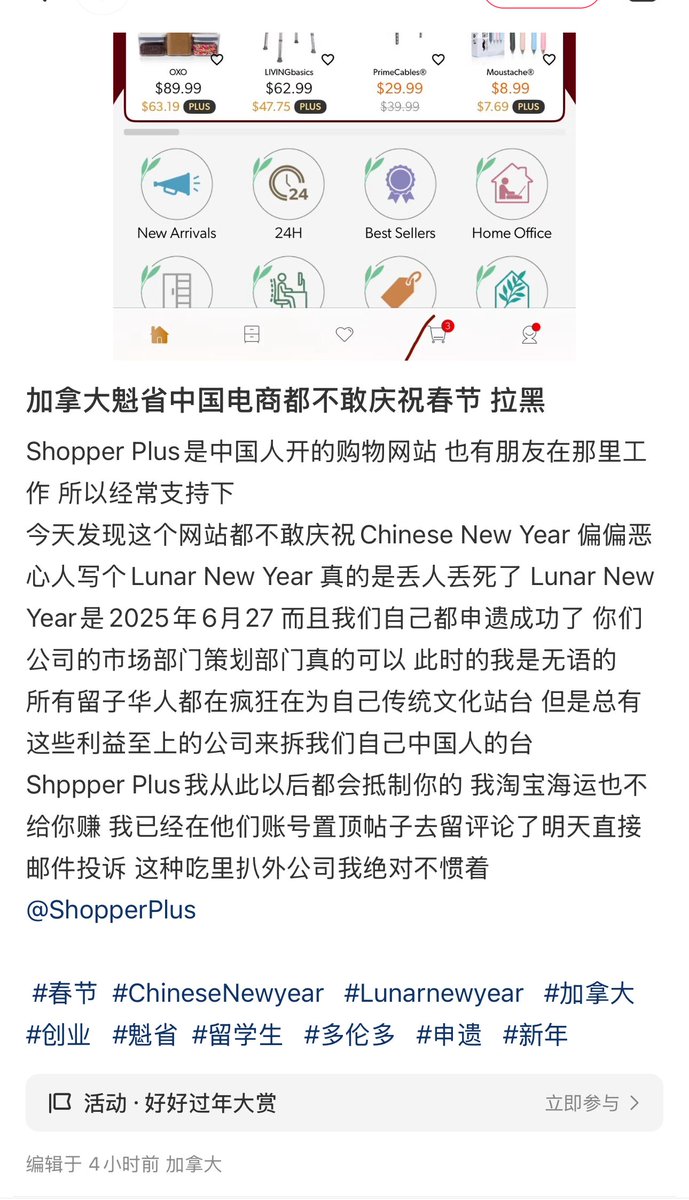 OXO
LIVINGbasics
PrimeCables®
Moustache®
$89.99
$62.99
$29.99
$8.99
$63.19 PLUS
$47.75 PLUS
$39.99
$7.69 PLUS
24
New Arrivals
24H
Best Sellers
Home Office
3
加拿大魁省中国电商都不敢庆祝春节 拉黑
Shopper Plus是中国人开的购物网站 也有朋友在那里工
作 所以经常支持下
今天发现这个网站都不敢庆祝Chinese New Year 偏偏恶
心人写个Lunar New Year 真的是丢人丢死了 Lunar New
Year是2025年6月27 而且我们自己都申遗成功了 你们
公司的市场部门策划部门真的可以 此时的我是无语的
所有留子华人都在疯狂在为自己传统文化站台 但是总有
这些利益至上的公司来拆我们自己中国人的台
Shppper Plus我从此以后都会抵制你的 我淘宝海运也不
给你赚 我已经在他们账号置顶帖子去留评论了明天直接
邮件投诉 这种吃里扒外公司我绝对不惯着
@ShopperPlus
#春节 #ChineseNewyear #Lunarnewyear #加拿大
#创业 #魁省 #留学生 #多伦多 #申遗 #新年
活动 · 好好过年大赏
立即参与
编辑于 4小时前 加拿大